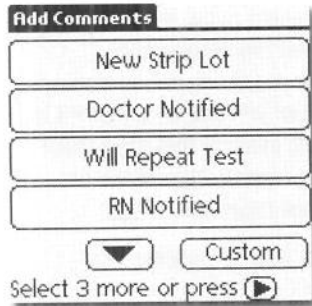 Add Comments
New Strip Lot
Doctor Notified
Will Repeat Test
RN Notified
Custom
Select 3 more or press